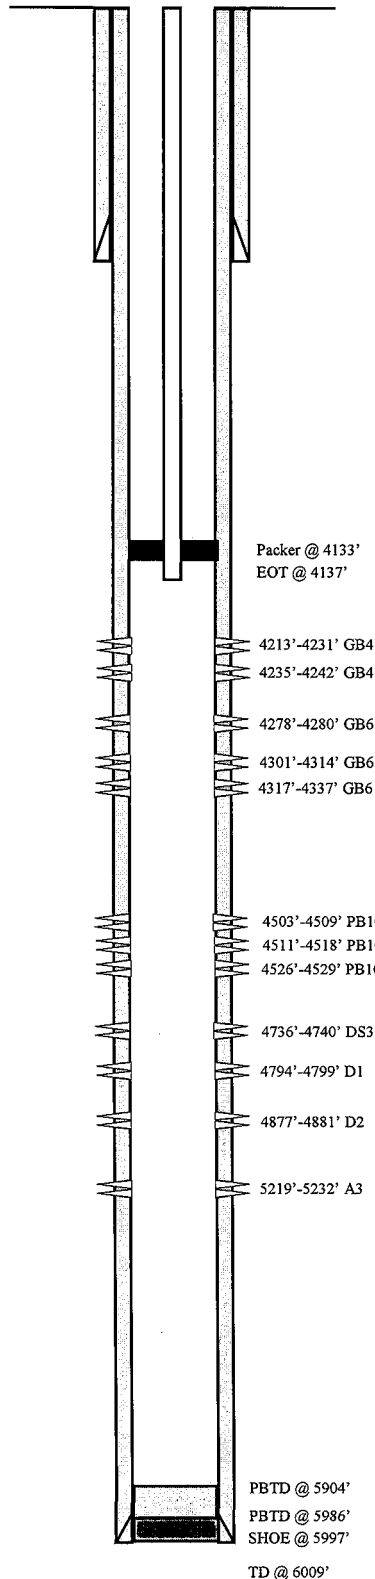 Packer @ 4133’
EOT @ 4137’
4213’-4231’ GB4
4235’-4242’ GB4
4278’-4280’ GB6
4301’-4314’ GB6
4317’-4337’ GB6
4503’-4509’
4511’-4518’
4526’-4529’
4736’-4740’ DS3
4794’-4799’ D1
4877’-4881’ D2
5219’-5232’ A3
PBTD @ 5904’
PBTD @ 5986’
SHOE @ 5997’
TD @ 6009’